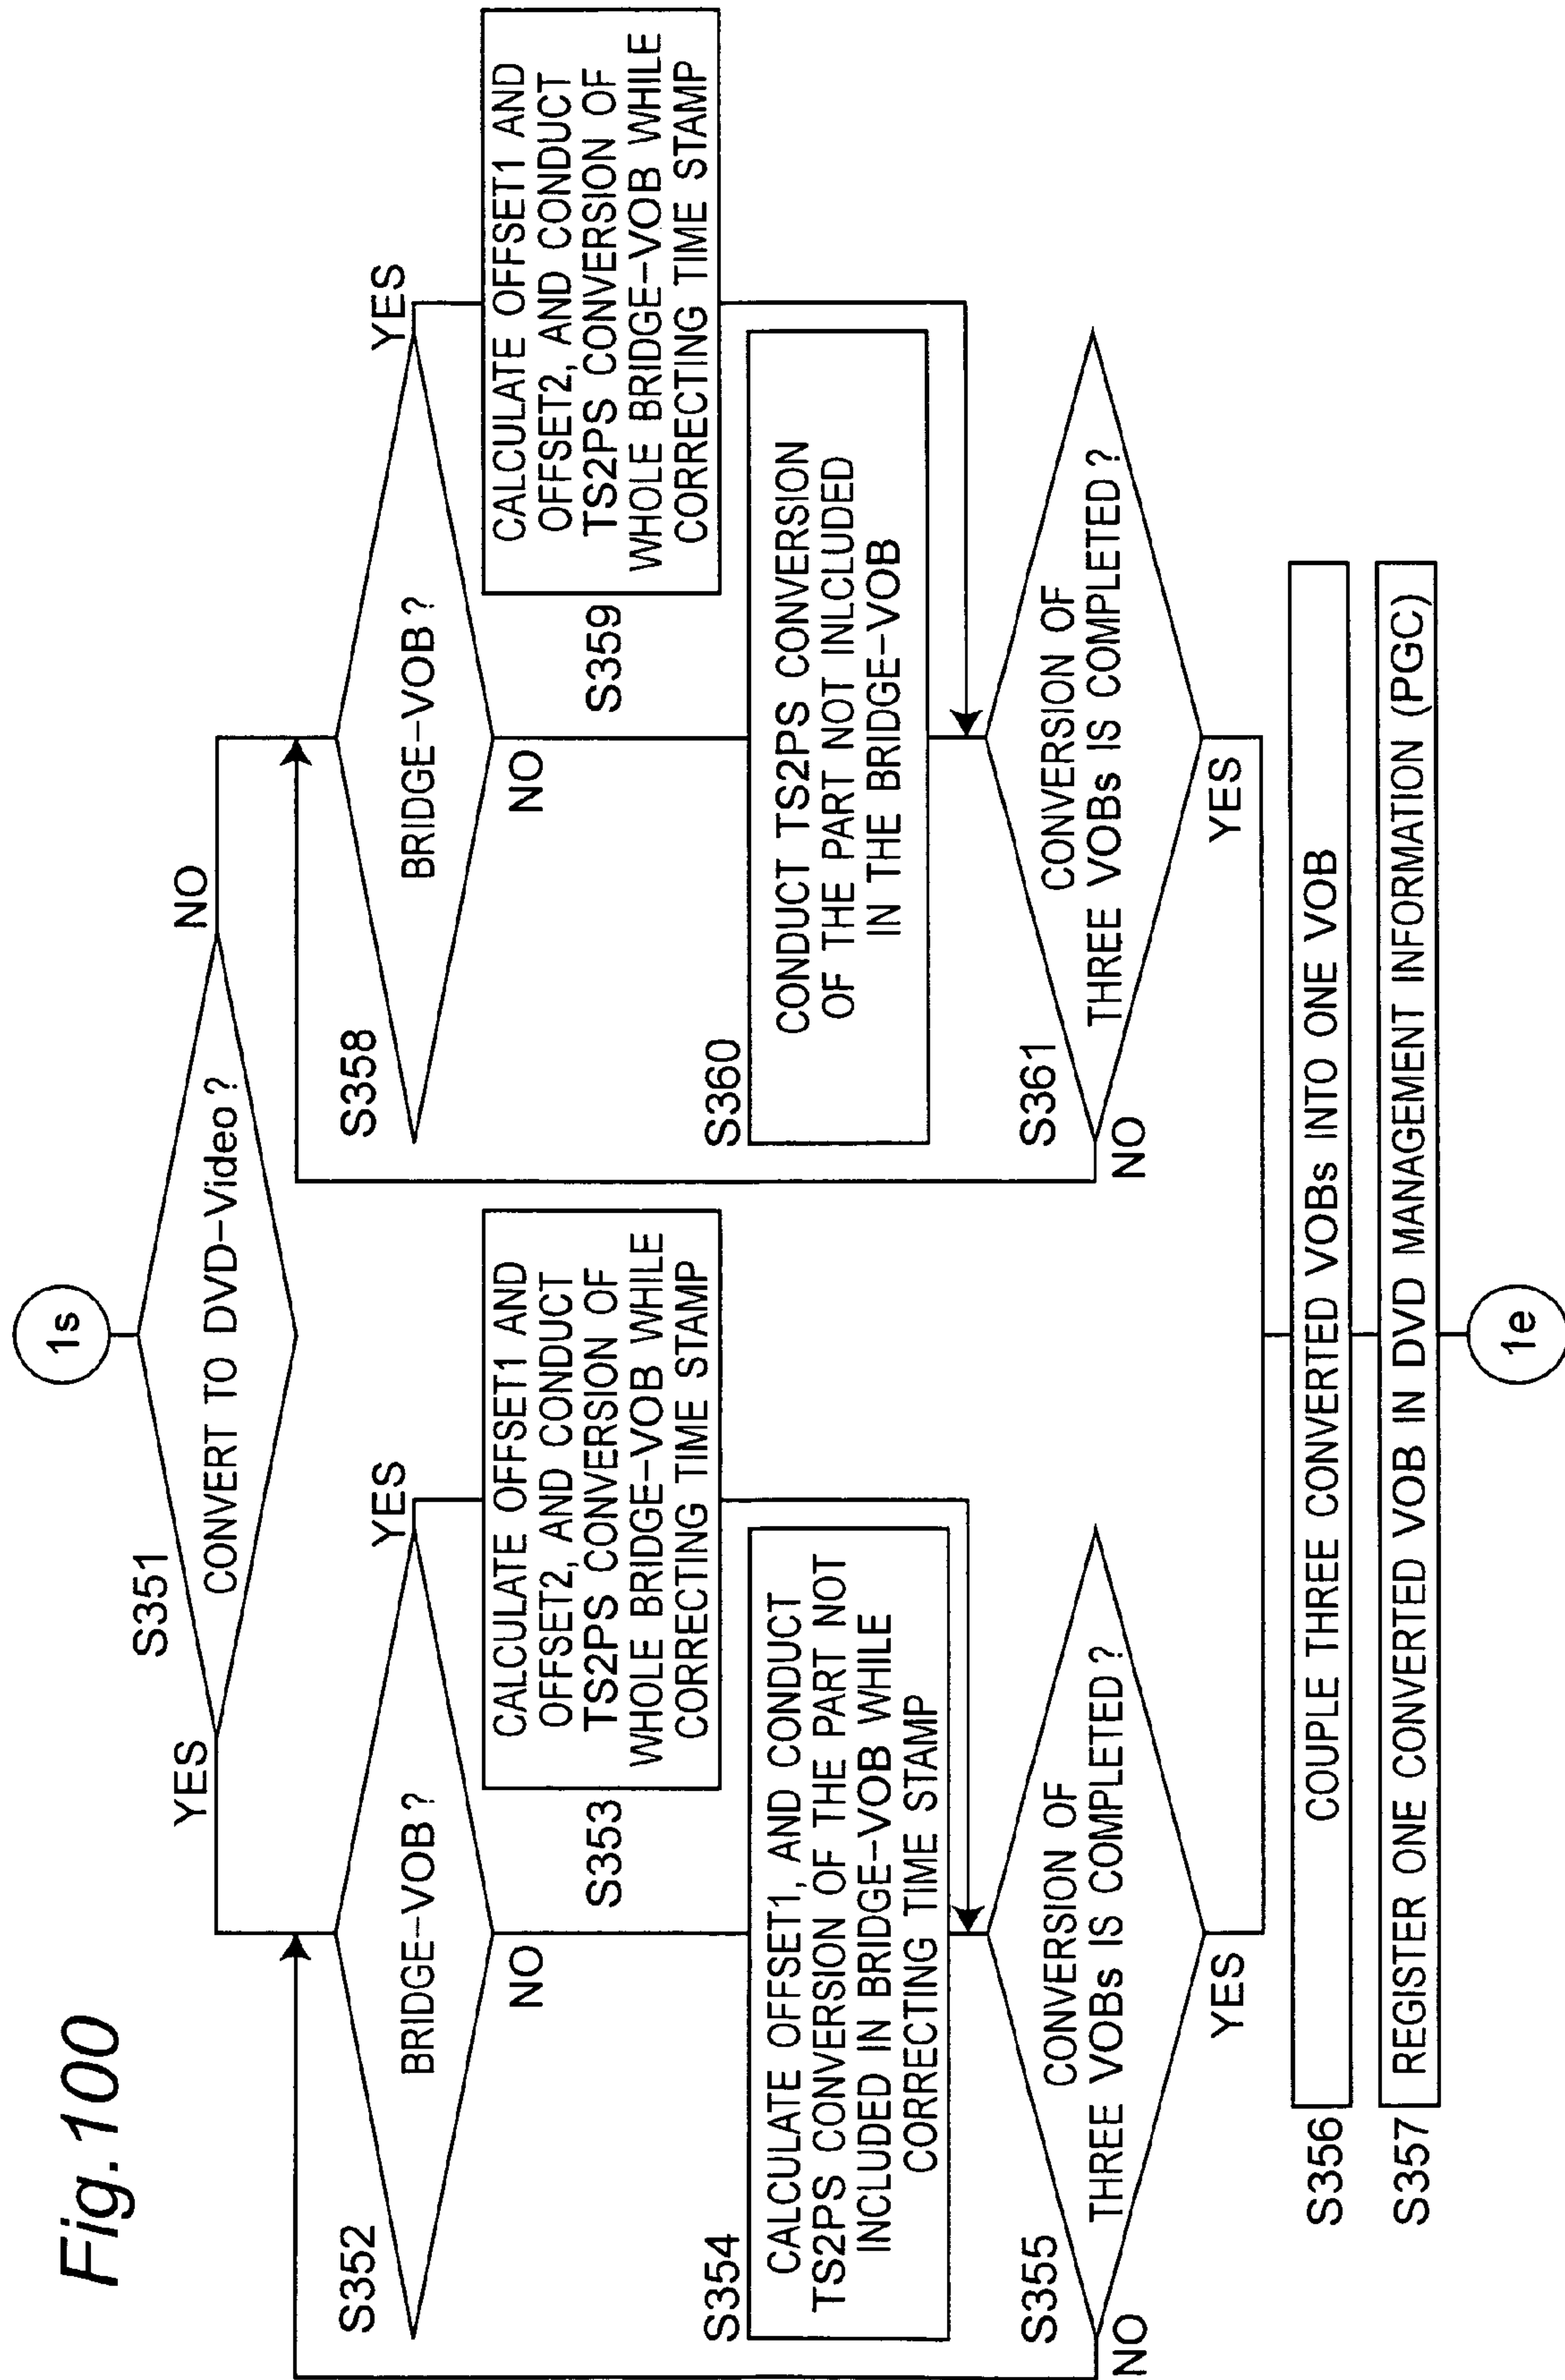 Fig.100
1s
S351
CONVERT TO DVD-Video?
YES
NO
S352
BRIDGE-VOB?
YES
NO
S353
CALCULATE OFFSET1 AND
OFFSET2, AND CONDUCT
TS2PS CONVERSION OF
WHOLE BRIDGE-VOB WHILE
CORRECTING TIME STAMP
S354
CALCULATE OFFSET1, AND CONDUCT
TS2PS CONVERSION OF THE PART NOT
INCLUDED IN BRIDGE-VOB WHILE
CORRECTING TIME STAMP
S355
CONVERSION OF
THREE VOBs IS COMPLETED?
NO
YES
S358
BRIDGE-VOB?
YES
NO
S359
CALCULATE OFFSET1 AND
OFFSET2, AND CONDUCT
TS2PS CONVERSION OF
WHOLE BRIDGE-VOB WHILE
CORRECTING TIME STAMP
S360
CONDUCT TS2PS CONVERSION
OF THE PART NOT INLCLUDED
IN THE BRIDGE-VOB
S361
CONVERSION OF
THREE VOBs IS COMPLETED?
NO
YES
S356
COUPLE THREE CONVERTED VOBs INTO ONE VOB
S357
REGISTER ONE CONVERTED VOB IN DVD MANAGEMENT INFORMATION (PGC)
1e